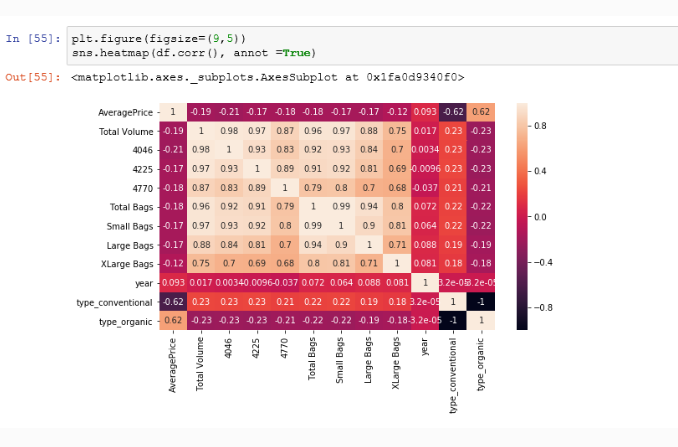 In [55]: plt.figure(figsize=(9,5))
sns.heatmap(df.corr(), annot =True)
Out[55]: <matplotlib.axes._subplots.AxesSubplot at 0x1fa0d9340f0>
AveragePrice 1 -0.19 -0.21 -0.17 -0.18 -0.18 -0.17 -0.17 -0.12 0.093 -0.62 0.62
Total Volume -0.19 1 0.98 0.97 0.87 0.96 0.97 0.88 0.75 0.017 0.23 -0.23
4046 -0.21 0.98 1 0.93 0.83 0.92 0.93 0.84 0.7 0.0034 0.23 -0.23
4225 -0.17 0.97 0.93 1 0.89 0.91 0.92 0.81 0.69 -0.0096 0.23 -0.23
4770 -0.18 0.87 0.83 0.89 1 0.79 0.8 0.7 0.68 -0.037 0.21 -0.21
Total Bags -0.18 0.96 0.92 0.91 0.79 1 0.99 0.94 0.8 0.072 0.22 -0.22
Small Bags -0.17 0.97 0.93 0.92 0.8 0.99 1 0.9 0.81 0.064 0.22 -0.22
Large Bags -0.17 0.88 0.84 0.81 0.7 0.94 0.9 1 0.71 0.088 0.19 -0.19
XLarge Bags -0.12 0.75 0.7 0.69 0.68 0.8 0.81 0.71 1 0.081 0.18 -0.18
year 0.093 0.017 0.0034 -0.0096 -0.037 0.072 0.064 0.088 0.081 1
type_conventional -0.62 0.23 0.23 0.23 0.21 0.22 0.22 0.19 0.18 3.2e-05 1 -1
type_organic 0.62 -0.23 -0.23 -0.23 -0.21 -0.22 -0.22 -0.19 -0.18 -3.2e-05 -1 1
AveragePrice
Total Volume
4046
4225
4770
Total Bags
Small Bags
Large Bags
XLarge Bags
year
type_conventional
type_organic
0.8
0.4
0.0
−0.4
−0.8